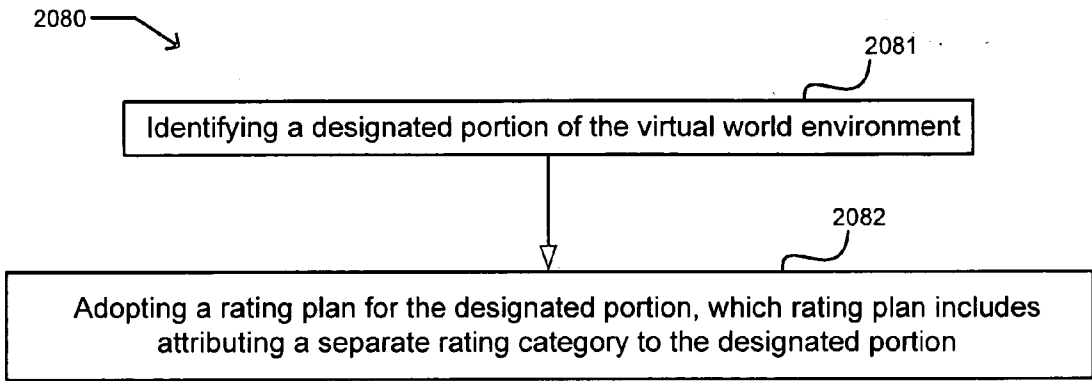 2080
2081
Identifying a designated portion of the virtual world environment
2082
Adopting a rating plan for the designated portion, which rating plan includes
attributing a separate rating category to the designated portion